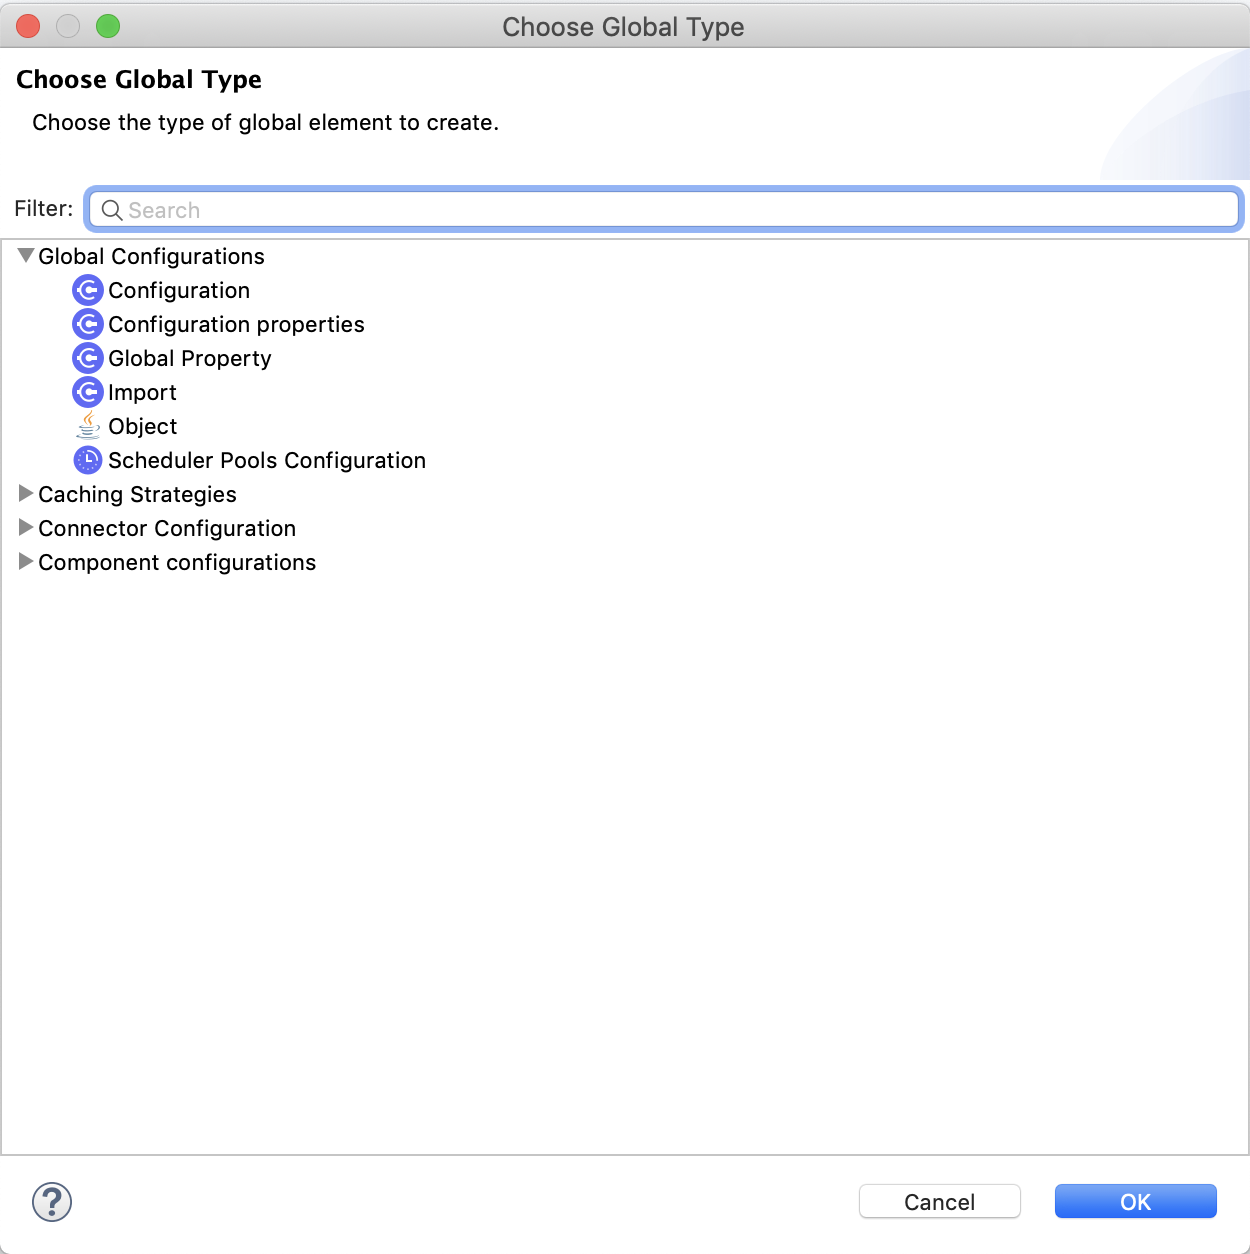 Choose Global Type
Choose Global Type
Choose the type of global element to create.
Filter: Search
Global Configurations
Configuration
Configuration properties
Global Property
Import
Object
Scheduler Pools Configuration
Caching Strategies
Connector Configuration
Component configurations
? Cancel OK